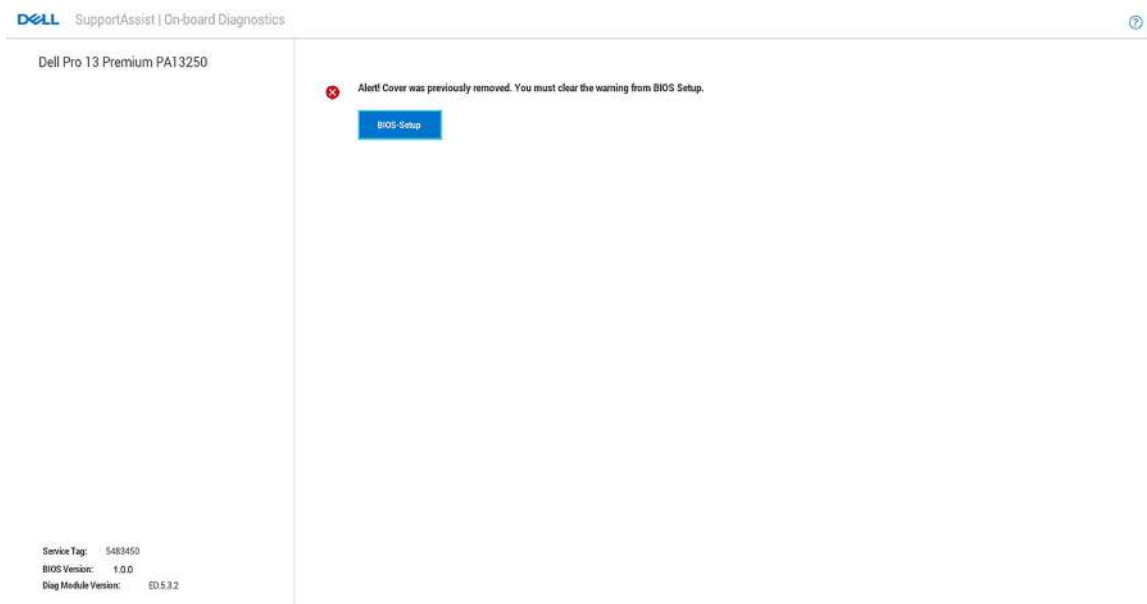 DELL SupportAssist | On-board Diagnostics
Dell Pro 13 Premium PA13250
Alert! Cover was previously removed. You must clear the warning from BIOS Setup.
BIOS-Setup
Service Tag: 5483450
BIOS Version: 1.0.0
Diag Module Version: ED.5.3.2